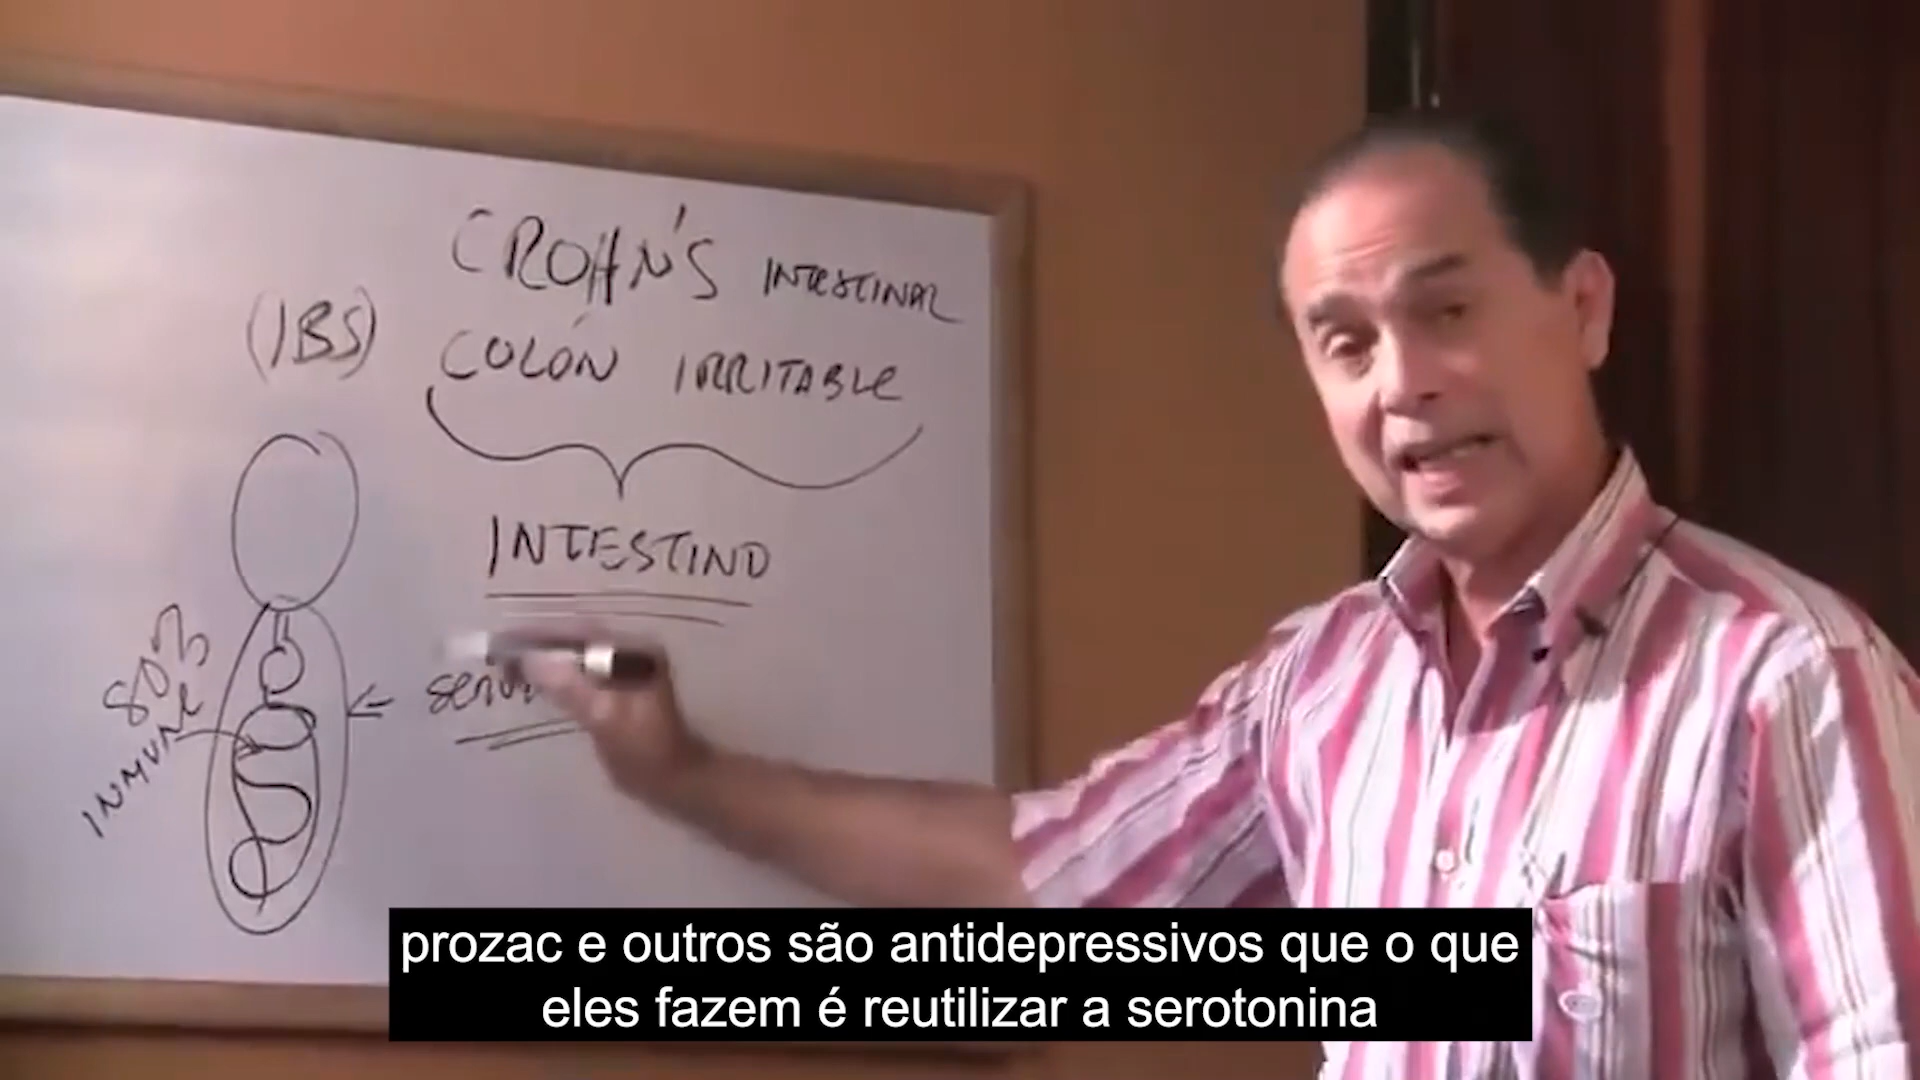 CROHN'S INTESTINAL
(IBS) COLÓN IRRITABLE
INTESTINO
80%
INMUNE
prozac e outros são antidepressivos que o que
eles fazem é reutilizar a serotonina